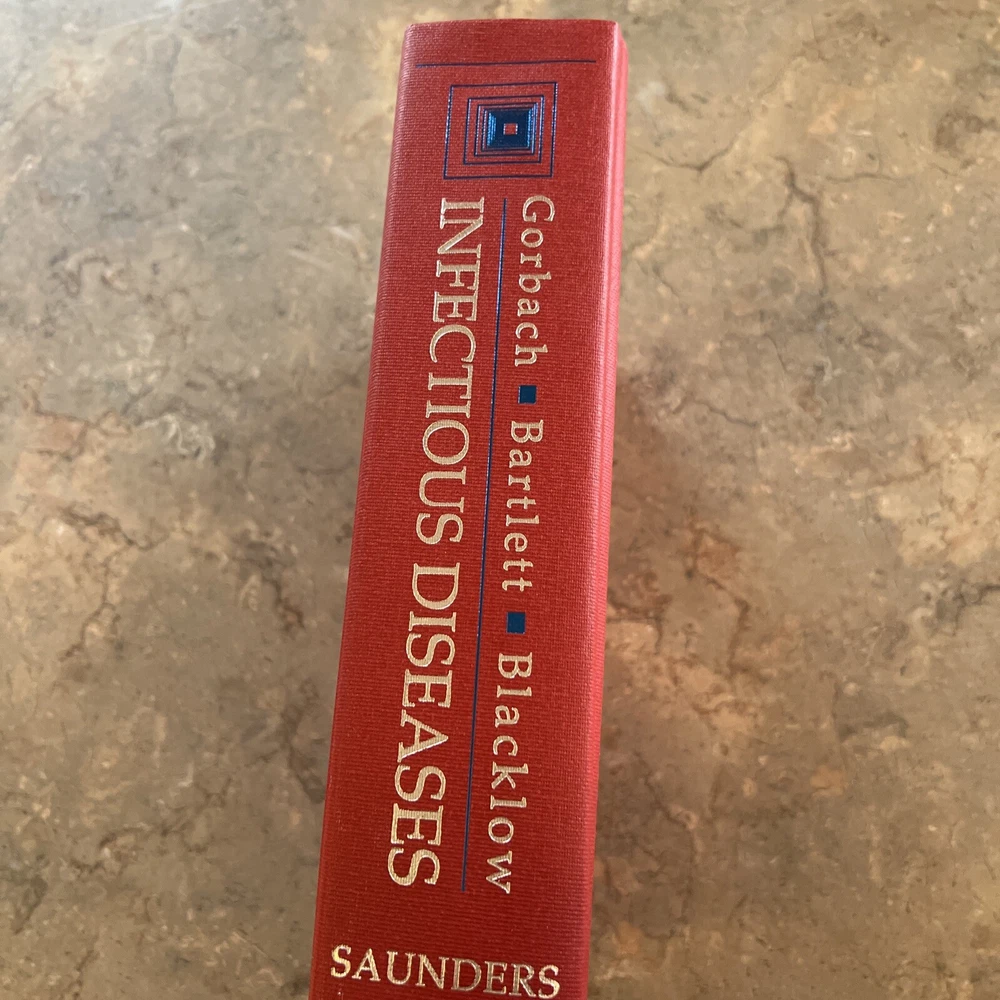 Gorbach ■ Bartlett ■ Blacklow
INFECTIOUS DISEASES
SAUNDERS